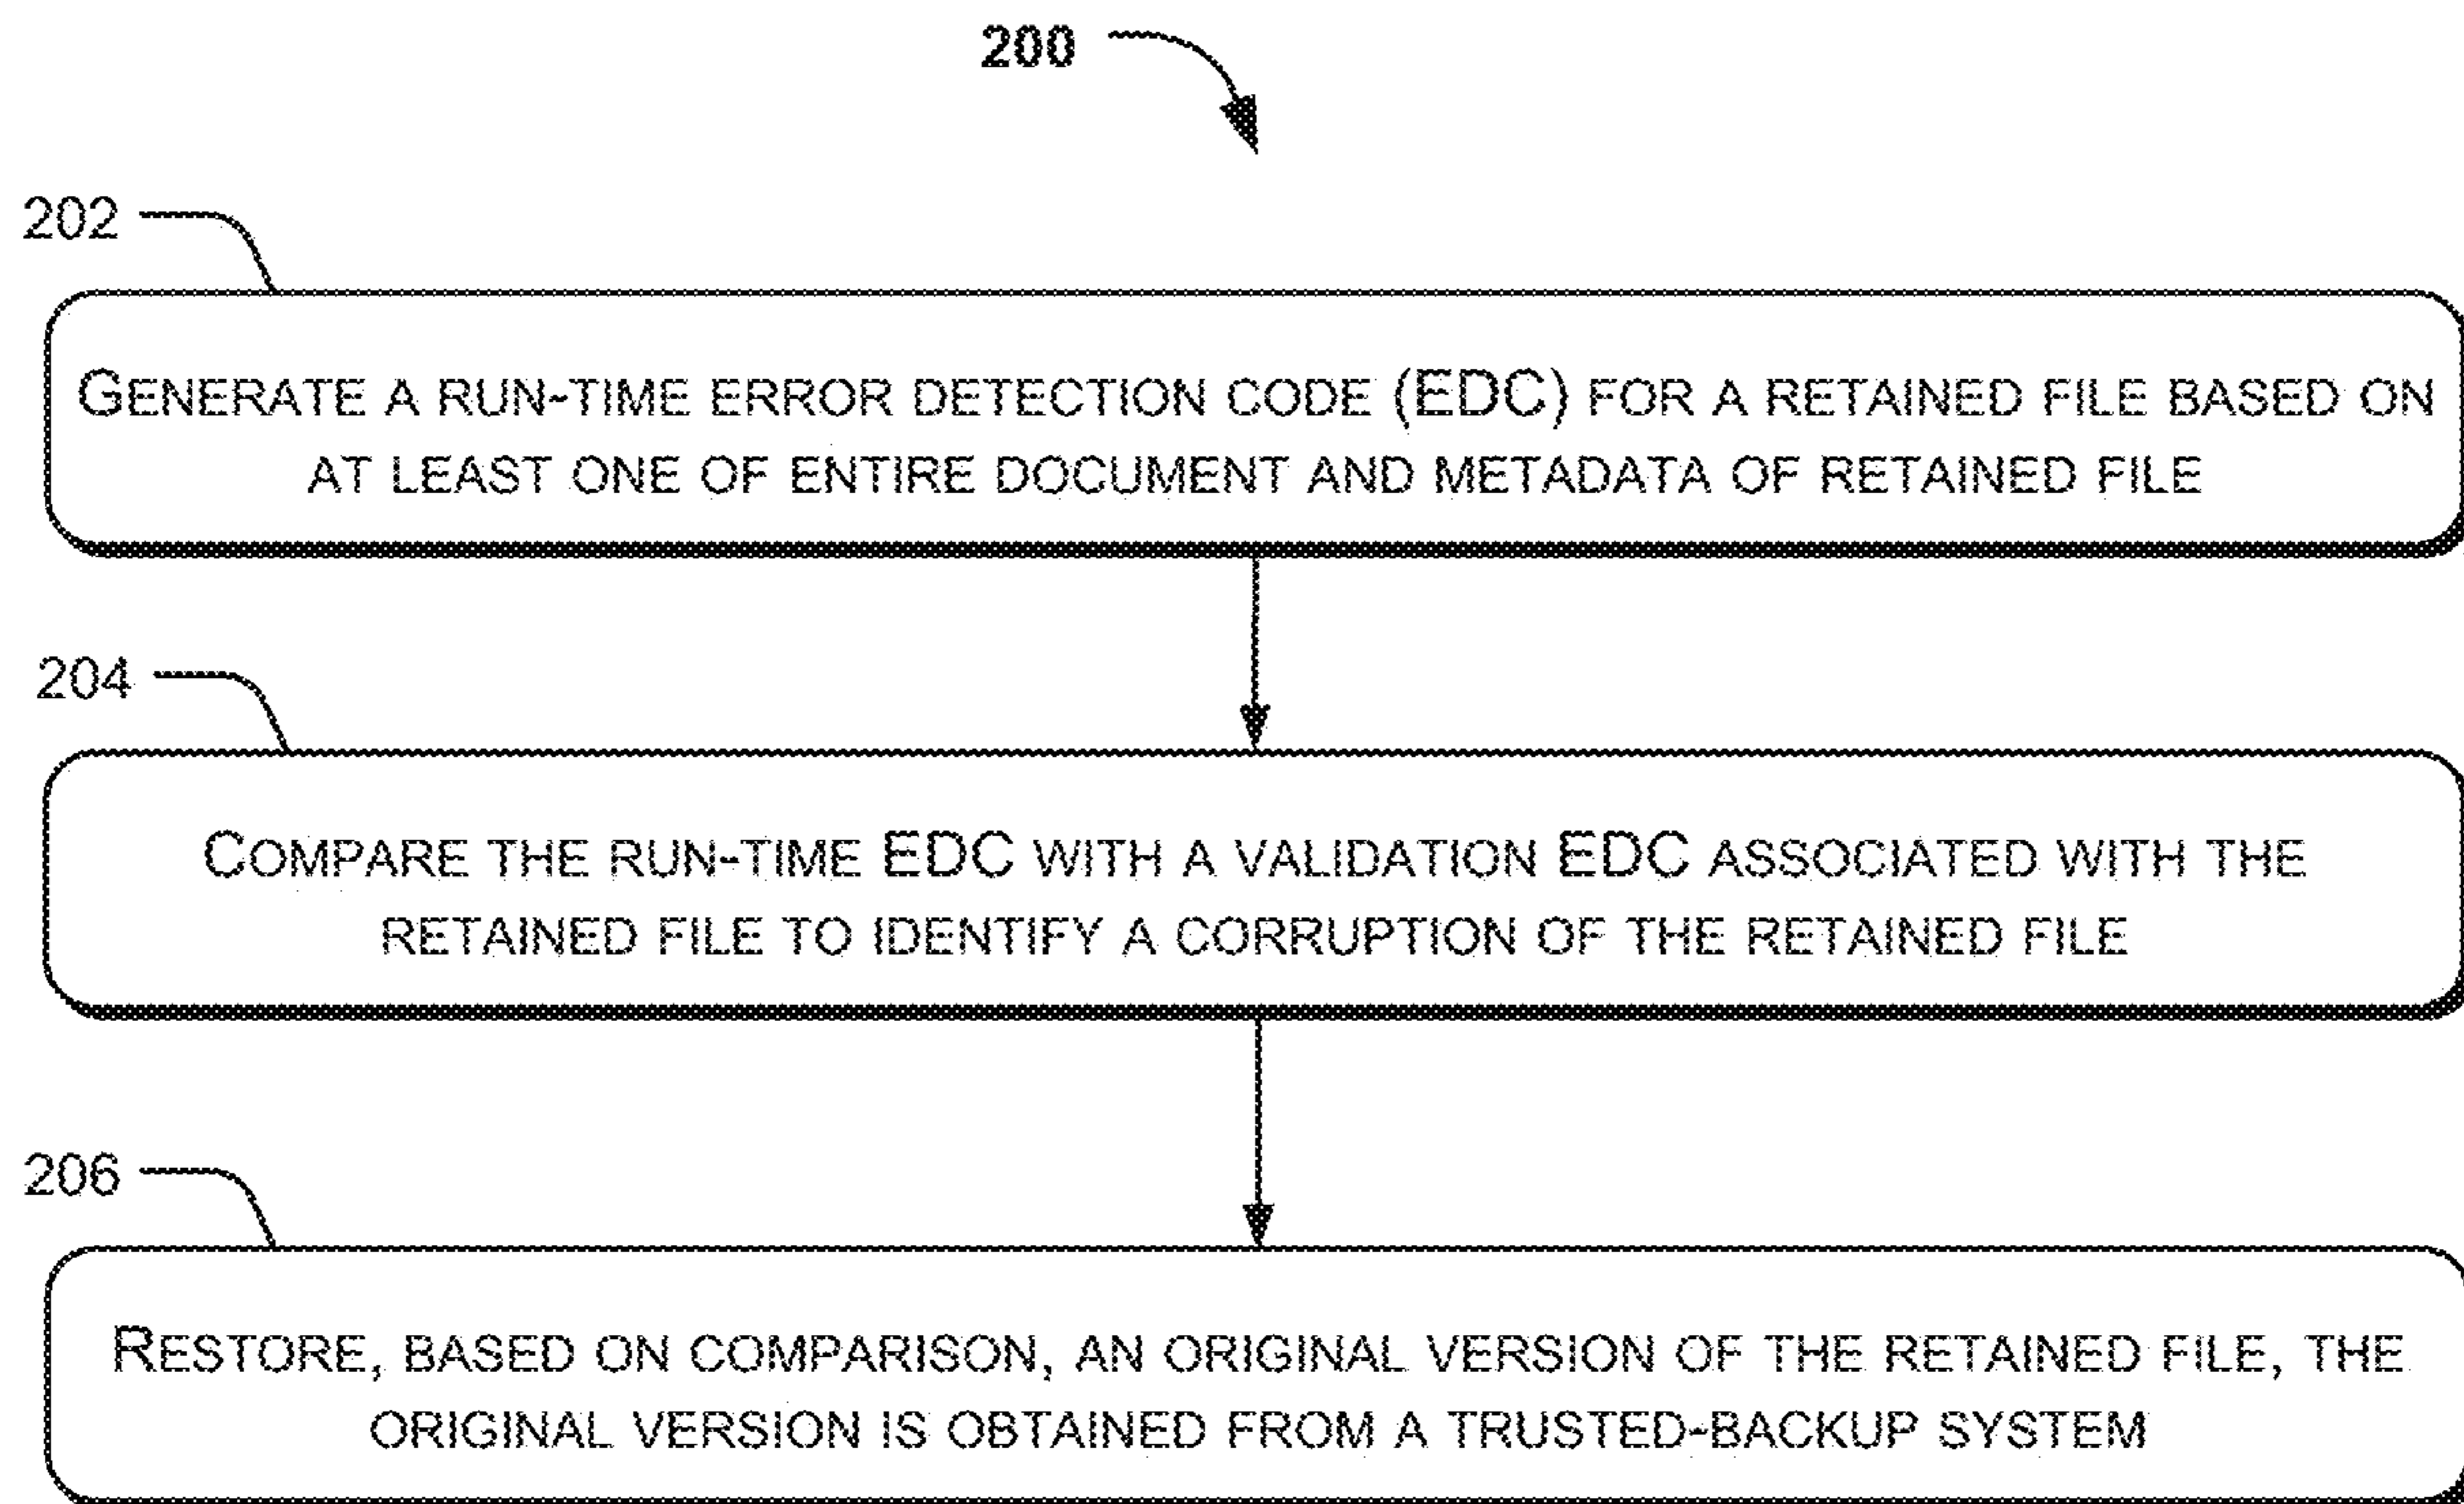 200
202
GENERATE A RUN-TIME ERROR DETECTION CODE (EDC) FOR A RETAINED FILE BASED ON
AT LEAST ONE OF ENTIRE DOCUMENT AND METADATA OF RETAINED FILE
204
COMPARE THE RUN-TIME EDC WITH A VALIDATION EDC ASSOCIATED WITH THE
RETAINED FILE TO IDENTIFY A CORRUPTION OF THE RETAINED FILE
206
RESTORE, BASED ON COMPARISON, AN ORIGINAL VERSION OF THE RETAINED FILE, THE
ORIGINAL VERSION IS OBTAINED FROM A TRUSTED-BACKUP SYSTEM